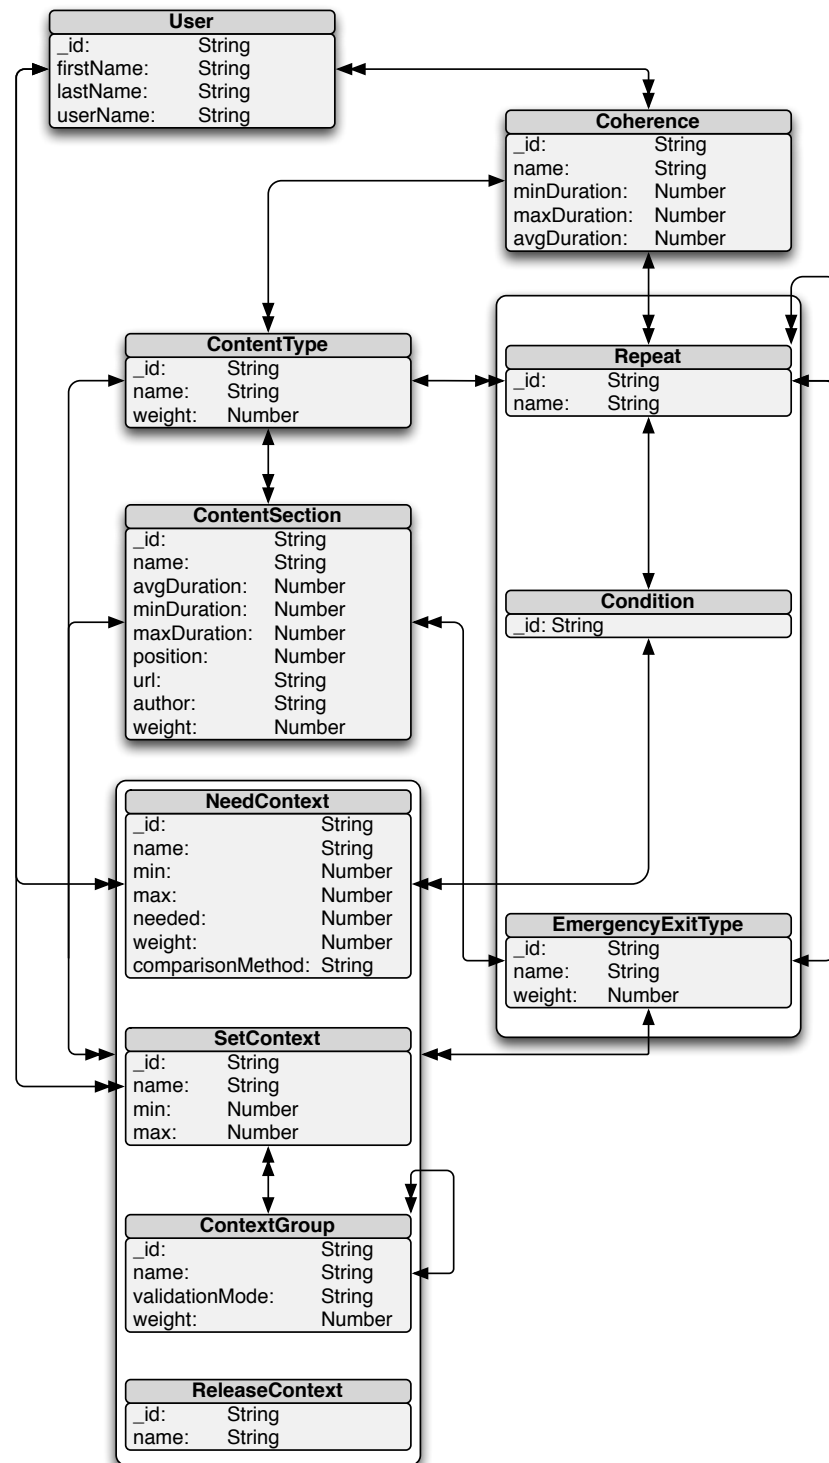 User
_id: String
firstName: String
lastName: String
userName: String
Coherence
_id: String
name: String
minDuration: Number
maxDuration: Number
avgDuration: Number
ContentType
_id: String
name: String
weight: Number
Repeat
_id: String
name: String
ContentSection
_id: String
name: String
avgDuration: Number
minDuration: Number
maxDuration: Number
position: Number
url: String
author: String
weight: Number
Condition
_id: String
NeedContext
_id: String
name: String
min: Number
max: Number
needed: Number
weight: Number
comparisonMethod: String
EmergencyExitType
_id: String
name: String
weight: Number
SetContext
_id: String
name: String
min: Number
max: Number
ContextGroup
_id: String
name: String
validationMode: String
weight: Number
ReleaseContext
_id: String
name: String